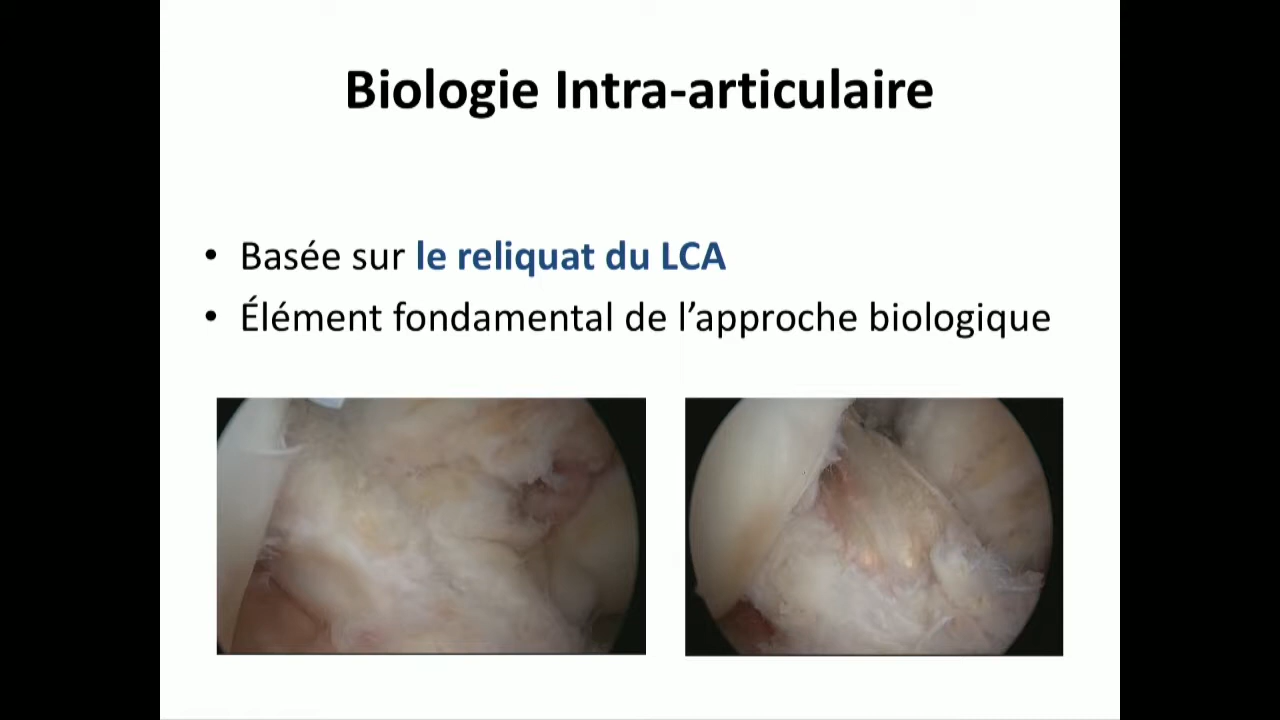 Biologie Intra-articulaire
• Basée sur le reliquat du LCA
• Élément fondamental de l’approche biologique